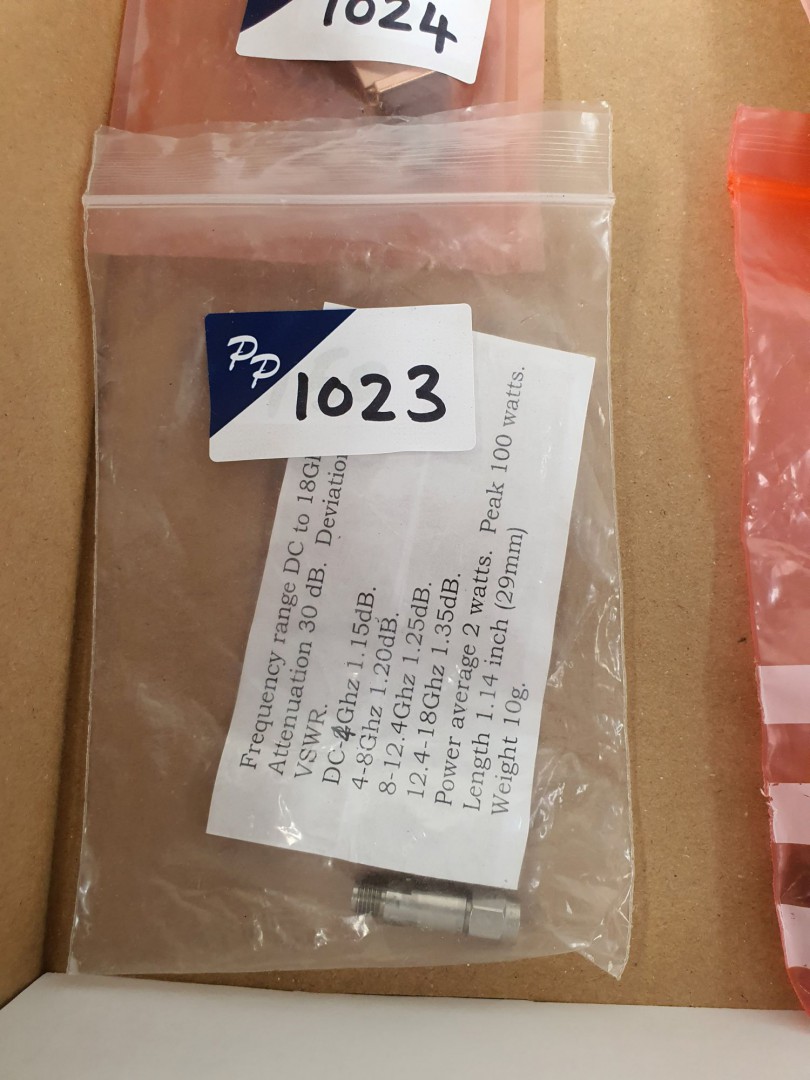 1024
PP
1023
Frequency range DC to 18G
Attenuation 30 dB. Deviation
VSWR.
DC-4Ghz 1.15dB.
4-8Ghz 1.20dB.
8-12.4Ghz 1.25dB.
12.4-18Ghz 1.35dB.
Power average 2 watts. Peak 100 watts.
Length 1.14 inch (29mm)
Weight 10g.